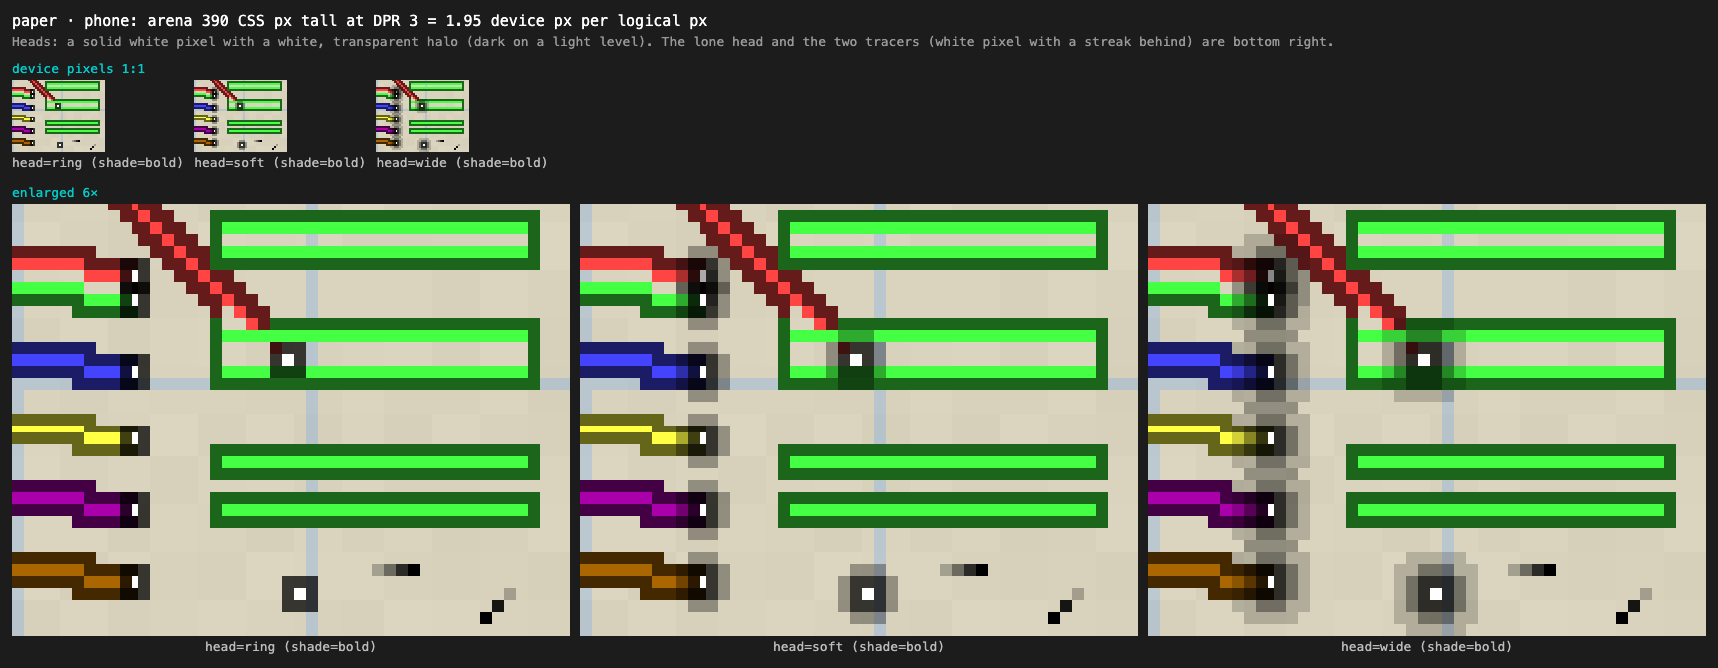 paper · phone: arena 390 CSS px tall at DPR 3 = 1.95 device px per logical px
Heads: a solid white pixel with a white, transparent halo (dark on a light level). The lone head and the two tracers (white pixel with a streak behind) are bottom right.
device pixels 1:1
head=ring (shade=bold) head=soft (shade=bold) head=wide (shade=bold)
enlarged 6×
head=ring (shade=bold) head=soft (shade=bold) head=wide (shade=bold)